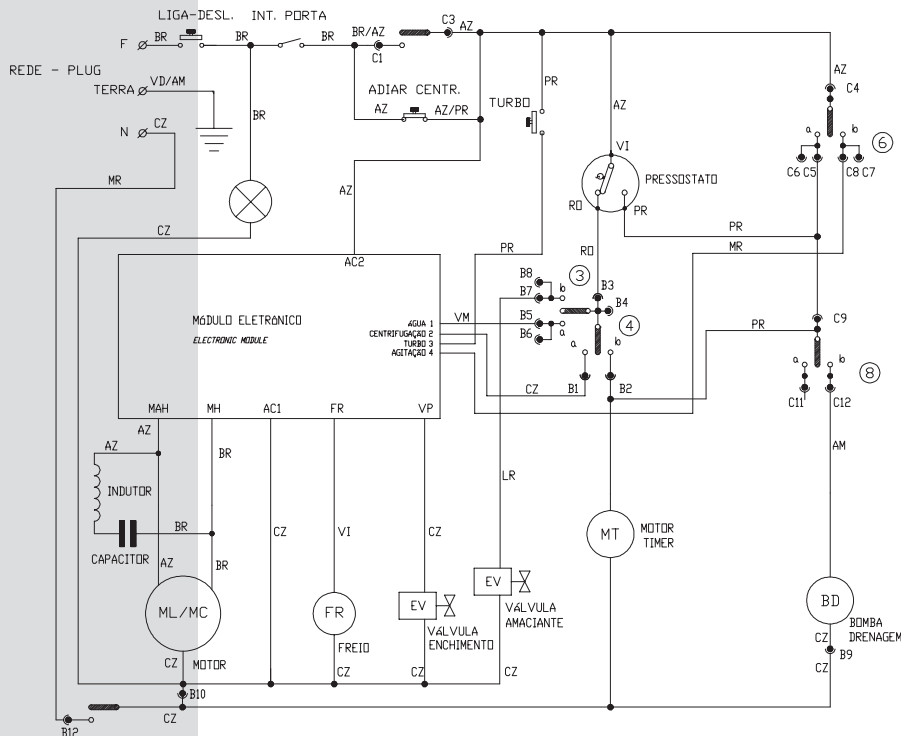 LIGA-DESL. INT. PORTA
F BR BR BR BR/AZ C3 AZ
C1
REDE - PLUG
TERRA VD/AM
ADIAR CENTR.
AZ AZ/PR
TURBO
PR
AZ
AZ
C4
N CZ
BR
a b 6
C6 C5 C8 C7
VI
PRESSOSTATO
MR
AZ
RO PR
PR
CZ
PR
RO
MR
AC2
B8 3
B7 b B3
B4
MÓDULO ELETRÔNICO
ELECTRONIC MODULE
ÁGUA 1
CENTRIFUGAÇÃO 2
TURBO 3
AGITAÇÃO 4
VM
B5 a 4
B6
a b
PR
C9
a b 8
CZ B1 B2
C11 C12
MAH MH AC1 FR VP
AZ
AZ
BR
AM
INDUTOR
LR
BR
CZ VI CZ
CAPACITOR
MT MOTOR
TIMER
AZ BR
ML/MC
FR
EV
EV
VÁLVULA
AMACIANTE
VÁLVULA
ENCHIMENTO
FREIO
BD
BOMBA
DRENAGEM
CZ B9
CZ
CZ MOTOR CZ CZ CZ
B10
CZ
B12